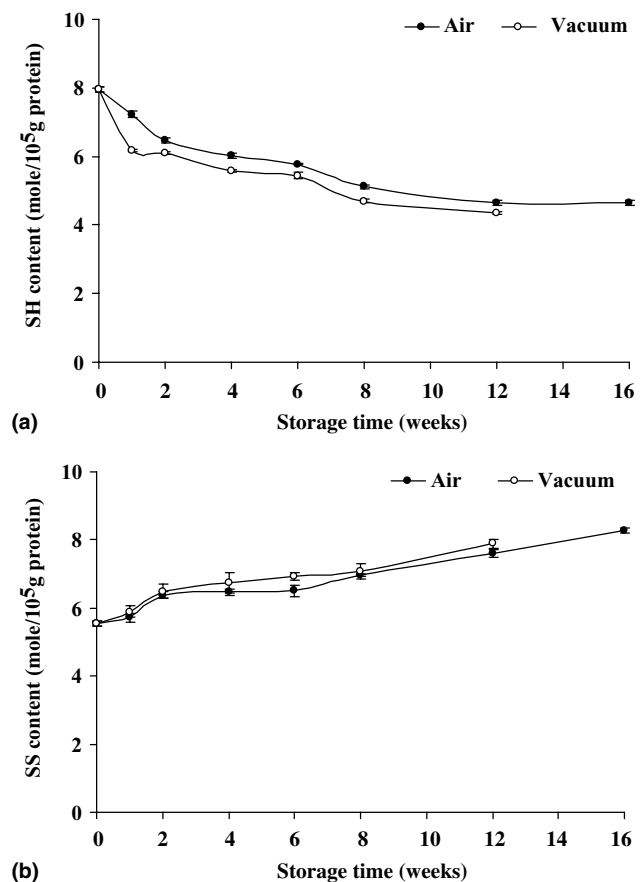 Air Vacuum
10
8
6
4
2
0
SH content (mole/10⁵g protein)
0 2 4 6 8 10 12 14 16
Storage time (weeks)
(a)
Air Vacuum
10
8
6
4
2
0
SS content (mole/10⁵g protein)
0 2 4 6 8 10 12 14 16
Storage time (weeks)
(b)